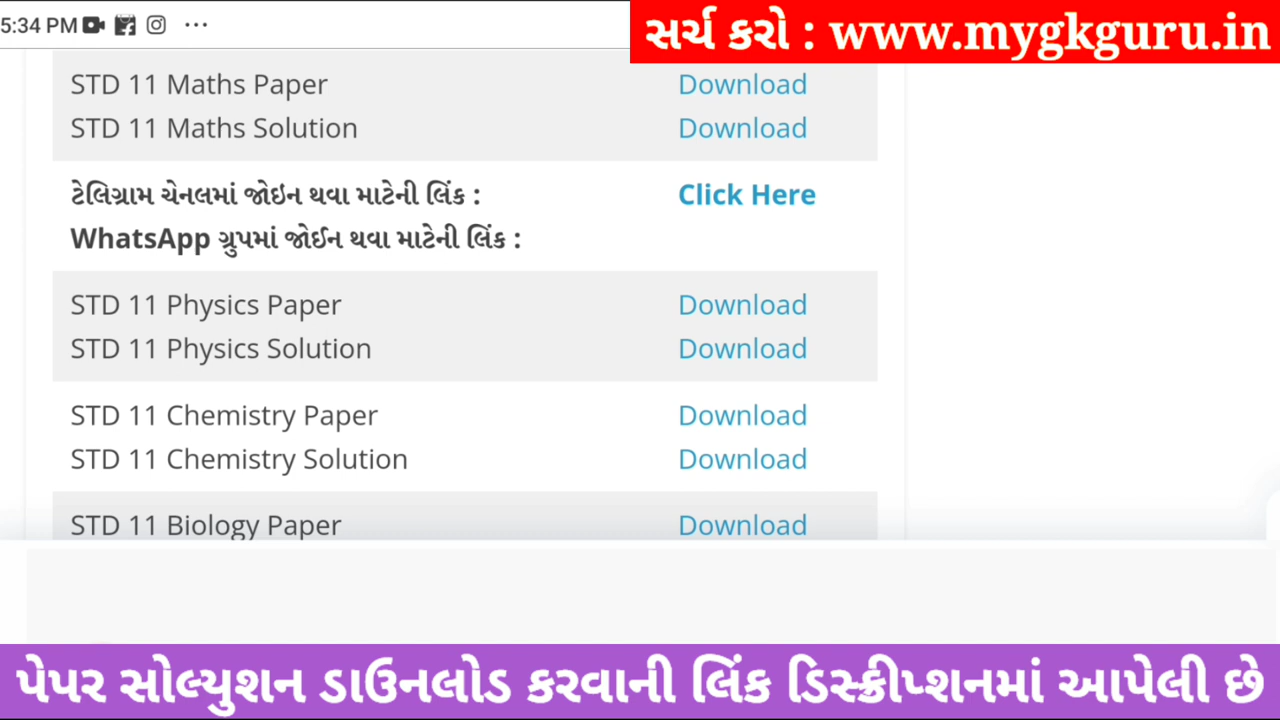 5:34 PM
સર્ચ કરો : www.mygkguru.in
STD 11 Maths Paper Download
STD 11 Maths Solution Download
ટેલિગ્રામ ચેનલમાં જોઇન થવા માટેની લિંક : Click Here
WhatsApp ગ્રુપમાં જોઈન થવા માટેની લિંક :
STD 11 Physics Paper Download
STD 11 Physics Solution Download
STD 11 Chemistry Paper Download
STD 11 Chemistry Solution Download
STD 11 Biology Paper Download
પેપર સોલ્યુશન ડાઉનલોડ કરવાની લિંક ડિસ્ક્રીપ્શનમાં આપેલી છે